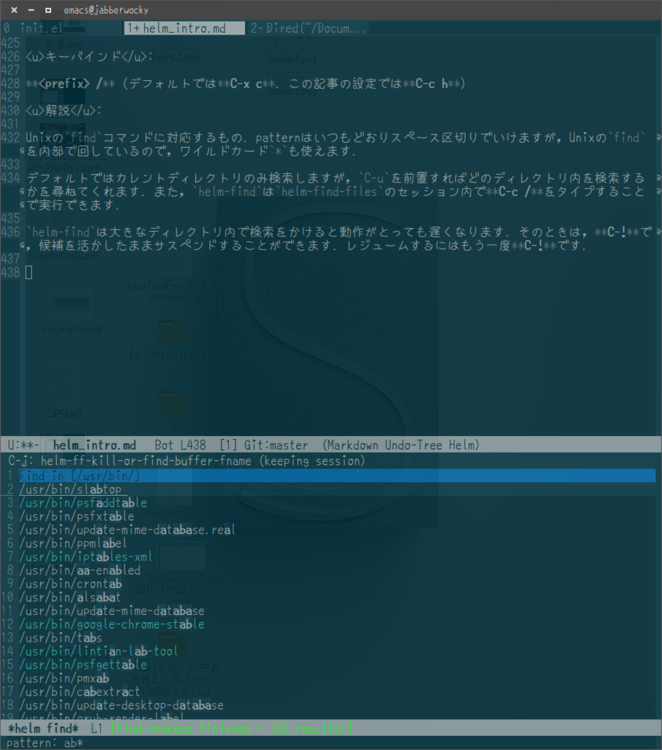 emacs@jabberwocky
0 init.el 1+helm_intro.md 2-Dired(~/Docum...
425
426 <u>キーバインド</u>:
427
428 **<prefix> /** (デフォルトでは**C-x c**．この記事の設定では**C-c h**)
429
430 <u>解説</u>:
431
432 Unixの`find`コマンドに対応するもの．patternはいつもどおりスペース区切りでいけますが，Unixの`find`
を内部で回しているので，ワイルドカード`*`も使えます．
433
434 デフォルトではカレントディレクトリのみ検索しますが，`C-u`を前置すればどのディレクトリ内を検索する
かを尋ねてくれます．また，`helm-find`は`helm-find-files`のセッション内で**C-c /**をタイプすること
で実行できます．
435
436 `helm-find`は大きなディレクトリ内で検索をかけると動作がとっても遅くなります．そのときは，**C-!**で
，候補を活かしたままサスペンドすることができます．レジュームするにはもう一度**C-!**です．
437
438
U:**- helm_intro.md Bot L438 [1] Git:master (Markdown Undo-Tree Helm)
C-j: helm-ff-kill-or-find-buffer-fname (keeping session)
1 Find in [/usr/bin/]
2 /usr/bin/slabtop
3 /usr/bin/psfaddtable
4 /usr/bin/psfxtable
5 /usr/bin/update-mime-database.real
6 /usr/bin/ppmlabel
7 /usr/bin/iptables-xml
8 /usr/bin/aa-enabled
9 /usr/bin/crontab
10 /usr/bin/alsabat
11 /usr/bin/update-mime-database
12 /usr/bin/google-chrome-stable
13 /usr/bin/tabs
14 /usr/bin/lintian-lab-tool
15 /usr/bin/psfgettable
16 /usr/bin/pmxab
17 /usr/bin/cabextract
18 /usr/bin/update-desktop-database
19 /usr/bin/grub-render-label
*helm find* L1 [Find process finished -
pattern: ab*